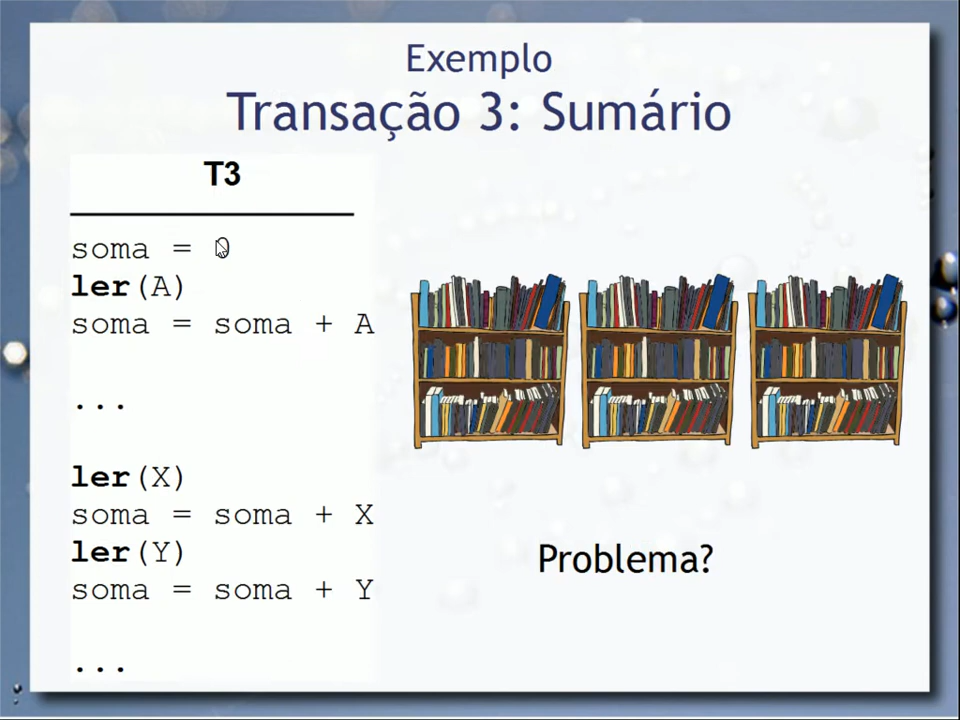 Exemplo
Transação 3: Sumário
T3
soma = 0
ler(A)
soma = soma + A
...
ler(X)
soma = soma + X
ler(Y)
soma = soma + Y
...
Problema?